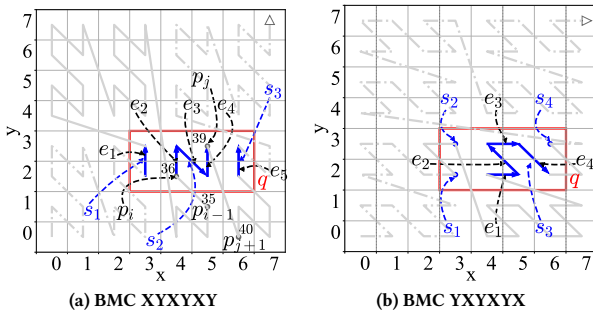 7
6
5
4
3
2
1
0
y
0 1 2 3 4 5 6 7
x
△
p_j
e_2 e_3 e_4
s_3
39
e_1
36
e_5
q
s_1
p_i
35
p_{i-1}
s_2
40
p_{j+1}
(a) BMC XYXYXY
7
6
5
4
3
2
1
0
y
0 1 2 3 4 5 6 7
x
▷
s_2 e_3 s_4
e_2 e_4
q
s_1 e_1 s_3
(b) BMC YXYXYX